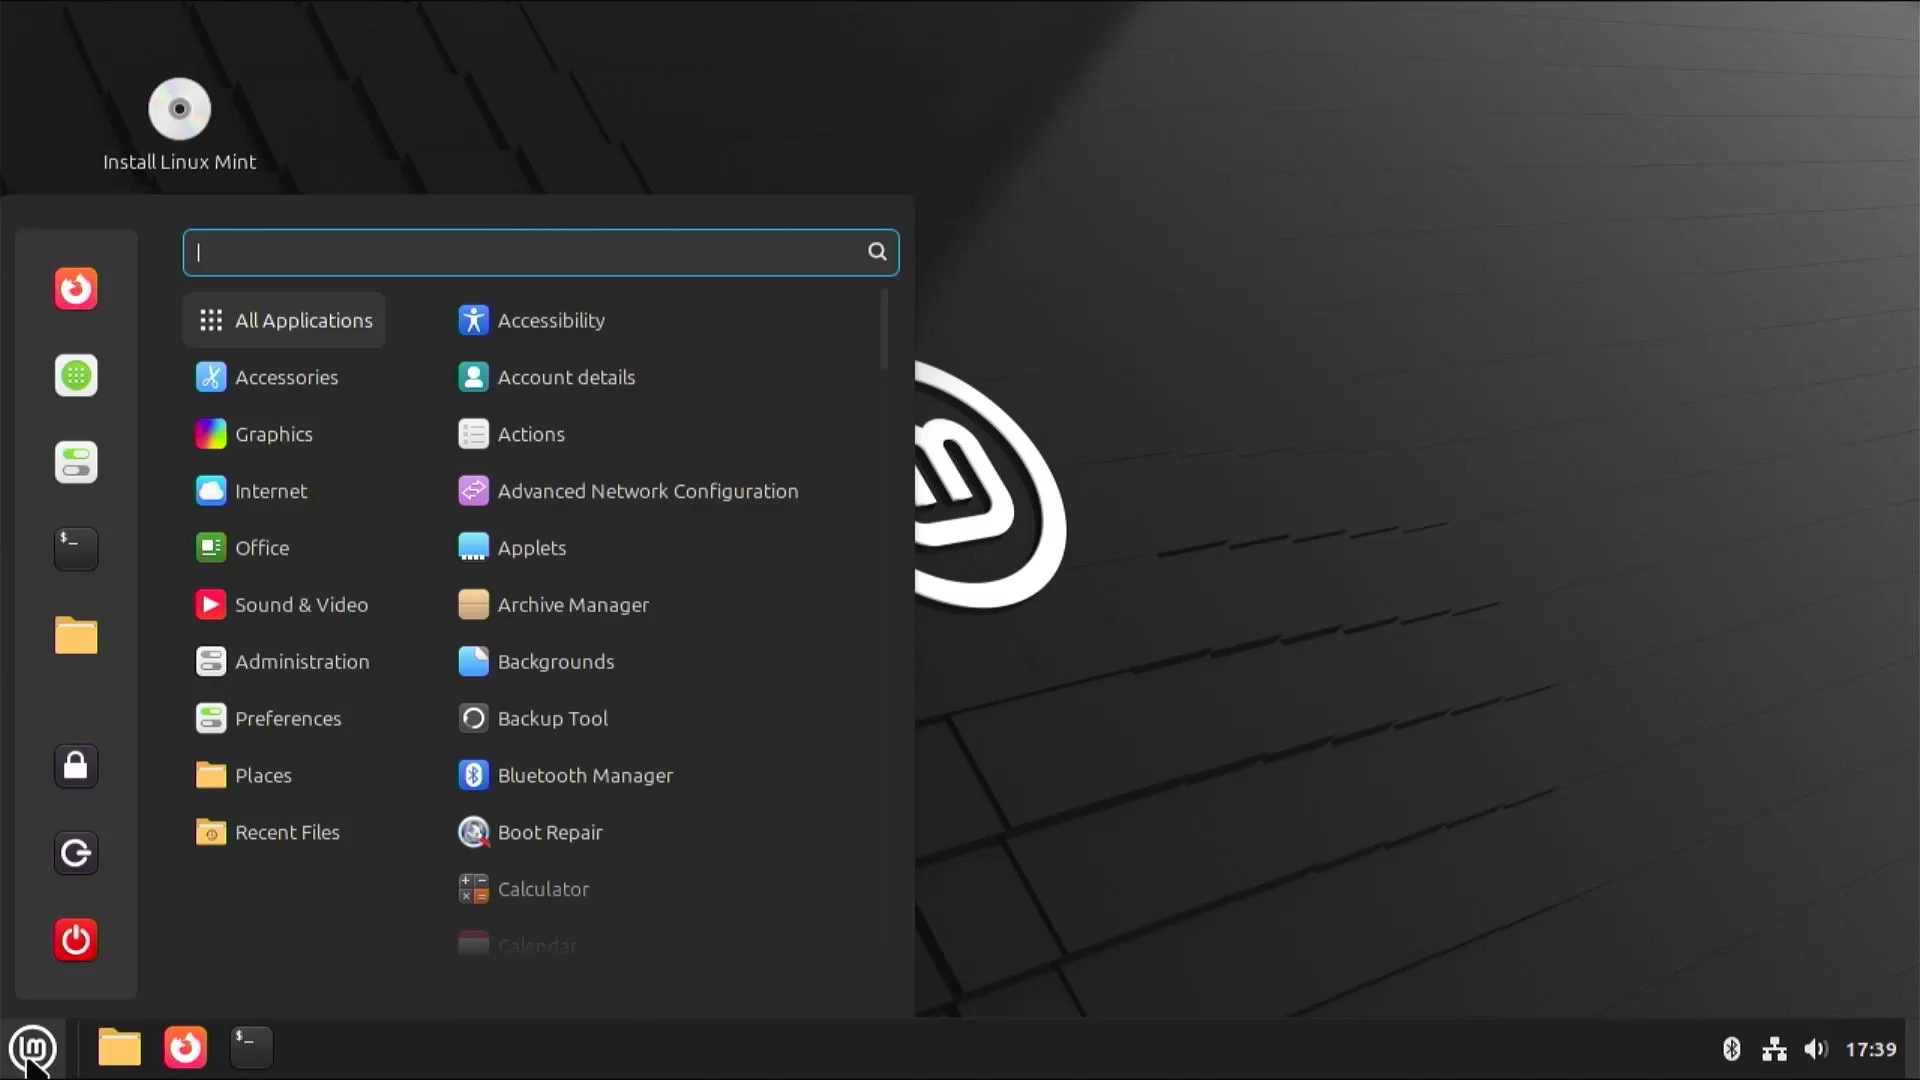 Install Linux Mint
All Applications
Accessories
Graphics
Internet
Office
Sound & Video
Administration
Preferences
Places
Recent Files
Accessibility
Account details
Actions
Advanced Network Configuration
Applets
Archive Manager
Backgrounds
Backup Tool
Bluetooth Manager
Boot Repair
Calculator
Calendar
$_
$_
17:39